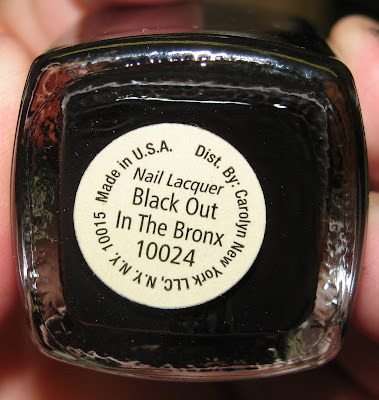 Made in U.S.A.
Dist. By: Carolyn New York LLC, N.Y. N.Y. 10015
Nail Lacquer
Black Out
In The Bronx
10024